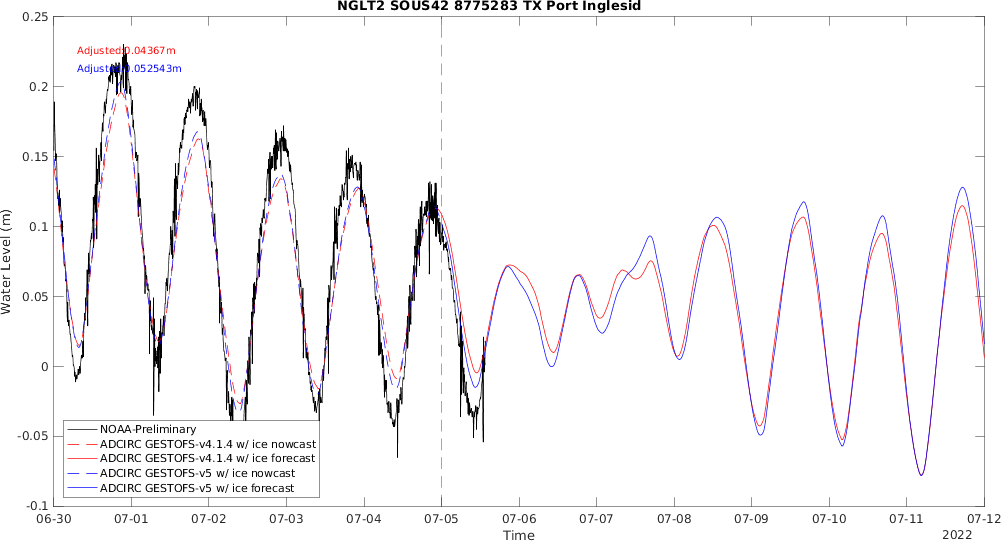 NGLT2 SOUS42 8775283 TX Port Inglesid
Water Level (m)
0.25
0.2
0.15
0.1
0.05
0
-0.05
-0.1
Adjusted:0.04367m
Adjusted:0.052543m
NOAA-Preliminary
ADCIRC GESTOFS-v4.1.4 w/ ice nowcast
ADCIRC GESTOFS-v4.1.4 w/ ice forecast
ADCIRC GESTOFS-v5 w/ ice nowcast
ADCIRC GESTOFS-v5 w/ ice forecast
06-30 07-01 07-02 07-03 07-04 07-05 07-06 07-07 07-08 07-09 07-10 07-11 07-12
Time
2022